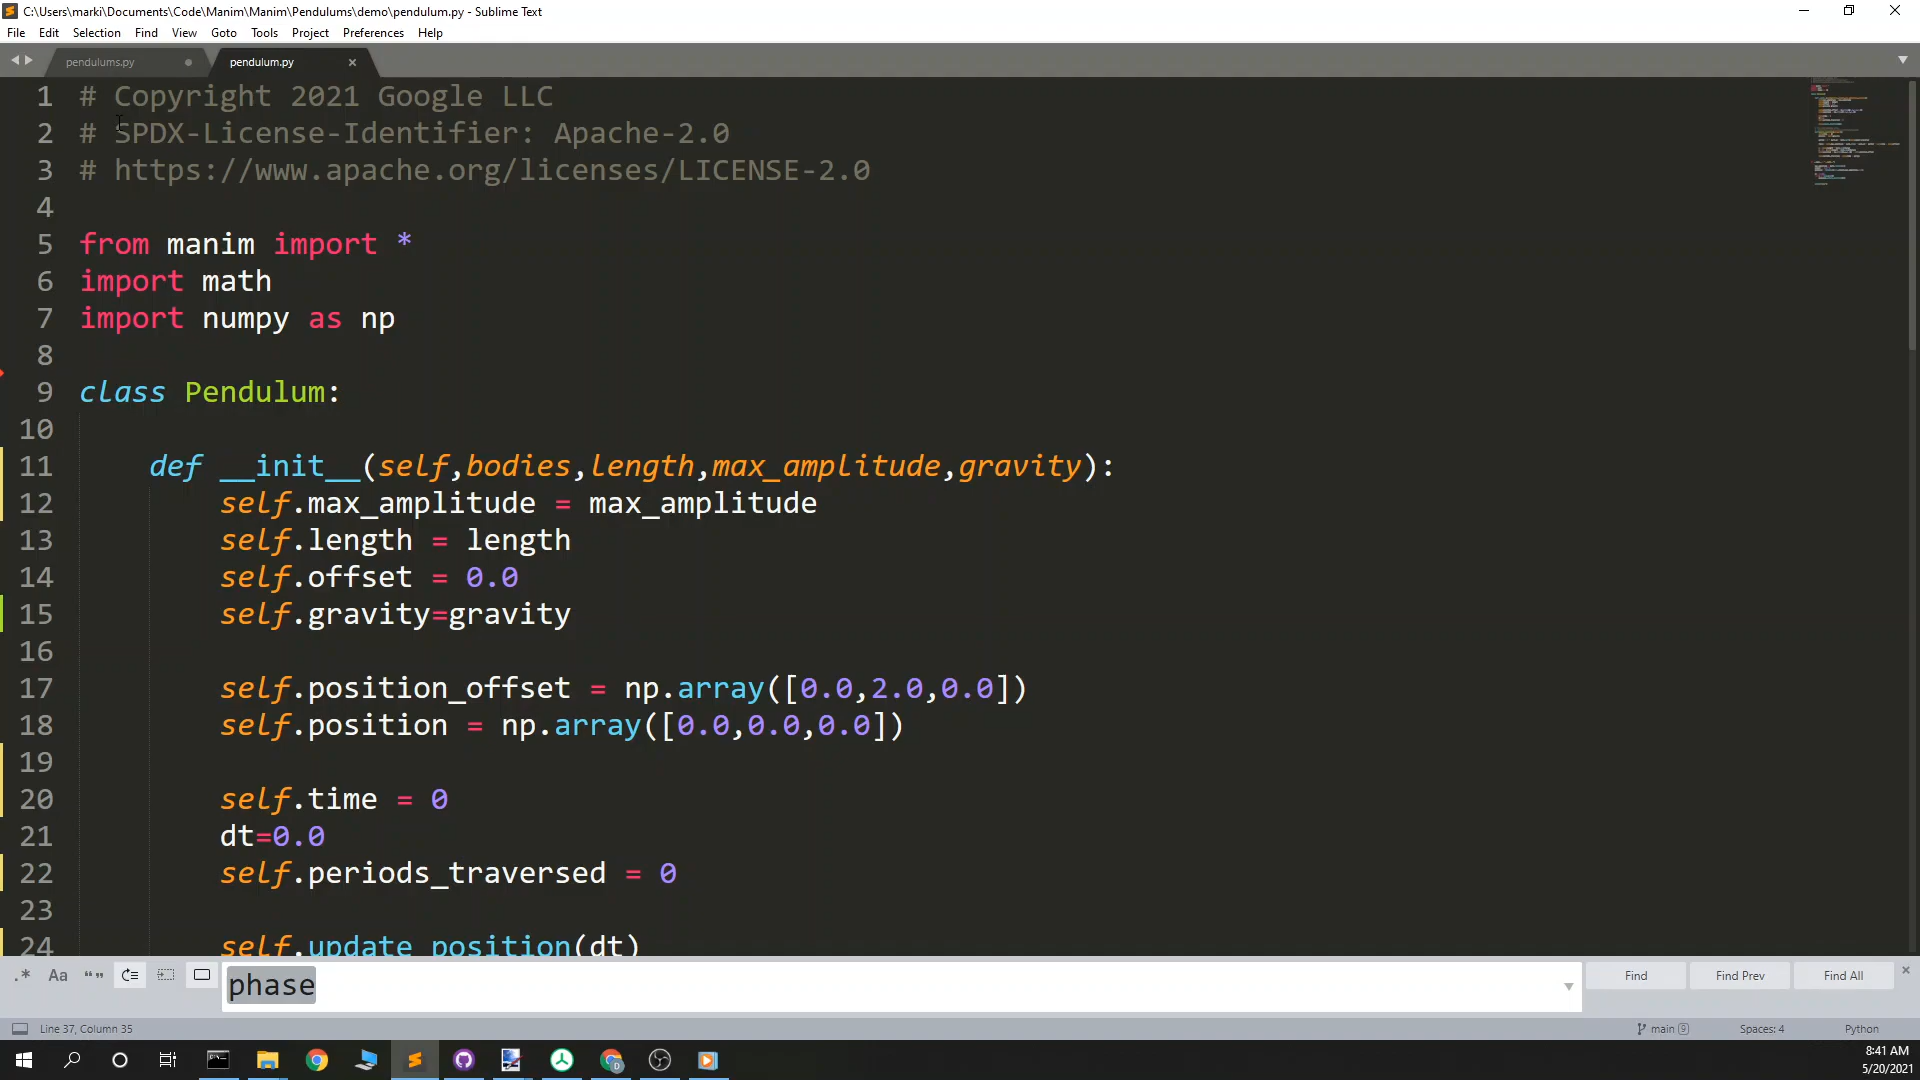 C:\Users\marki\Documents\Code\Manim\Manim\Pendulums\demo\pendulum.py - Sublime Text
File Edit Selection Find View Goto Tools Project Preferences Help
pendulums.py pendulum.py
1 # Copyright 2021 Google LLC
2 # SPDX-License-Identifier: Apache-2.0
3 # https://www.apache.org/licenses/LICENSE-2.0
4
5 from manim import *
6 import math
7 import numpy as np
8
9 class Pendulum:
10
11 def __init__(self,bodies,length,max_amplitude,gravity):
12 self.max_amplitude = max_amplitude
13 self.length = length
14 self.offset = 0.0
15 self.gravity=gravity
16
17 self.position_offset = np.array([0.0,2.0,0.0])
18 self.position = np.array([0.0,0.0,0.0])
19
20 self.time = 0
21 dt=0.0
22 self.periods_traversed = 0
23
24 self.update_position(dt)
.* Aa “” phase Find Find Prev Find All
Line 37, Column 35 main 9 Spaces: 4 Python
8:41 AM
5/20/2021